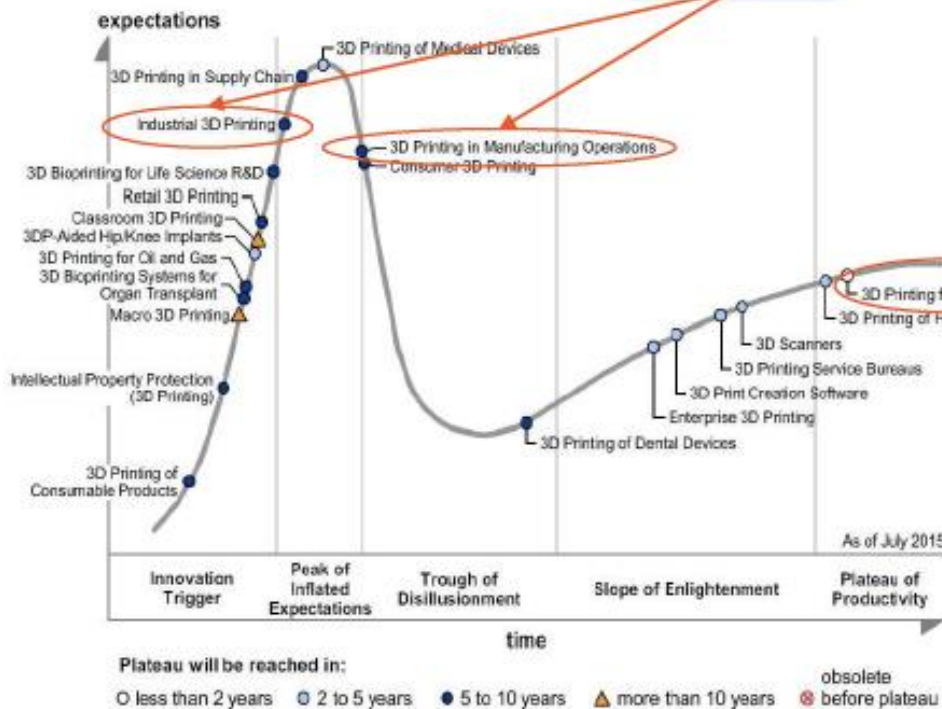 expectations
3D Printing of Medical Devices
3D Printing in Supply Chain
Industrial 3D Printing
3D Printing in Manufacturing Operations
Consumer 3D Printing
3D Bioprinting for Life Science R&D
Retail 3D Printing
Classroom 3D Printing
3DP-Aided Hip/Knee Implants
3D Printing for Oil and Gas
3D Bioprinting Systems for
Organ Transplant
Macro 3D Printing
Intellectual Property Protection
(3D Printing)
3D Printing of
Consumable Products
3D Printing
3D Printing of
3D Scanners
3D Printing Service Bureaus
3D Print Creation Software
Enterprise 3D Printing
3D Printing of Dental Devices
As of July 2015
Innovation
Trigger
Peak of
Inflated
Expectations
Trough of
Disillusionment
Slope of Enlightenment
Plateau of
Productivity
time
Plateau will be reached in:
less than 2 years
2 to 5 years
5 to 10 years
more than 10 years
obsolete
before plateau